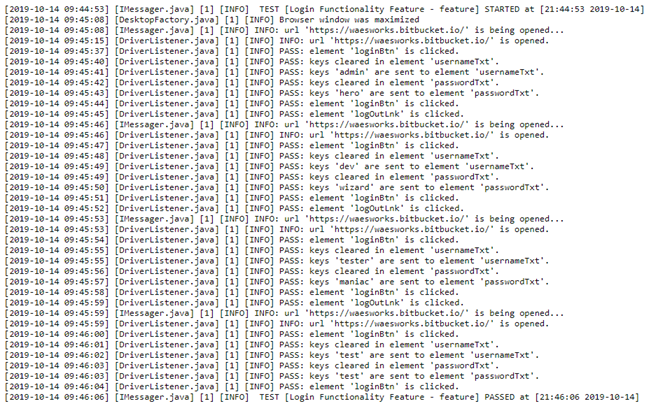 [2019-10-14 09:44:53] [IMessager.java] [1] [INFO]  TEST [Login Functionality Feature - feature] STARTED at [21:44:53 2019-10-14]
[2019-10-14 09:45:08] [DesktopFactory.java] [1] [INFO] Browser window was maximized
[2019-10-14 09:45:08] [IMessager.java] [1] [INFO] INFO: url 'https://waesworks.bitbucket.io/' is being opened...
[2019-10-14 09:45:15] [DriverListener.java] [1] [INFO] INFO: url 'https://waesworks.bitbucket.io/' is opened.
[2019-10-14 09:45:37] [DriverListener.java] [1] [INFO] PASS: element 'loginBtn' is clicked.
[2019-10-14 09:45:40] [DriverListener.java] [1] [INFO] PASS: keys cleared in element 'usernameTxt'.
[2019-10-14 09:45:41] [DriverListener.java] [1] [INFO] PASS: keys 'admin' are sent to element 'usernameTxt'.
[2019-10-14 09:45:42] [DriverListener.java] [1] [INFO] PASS: keys cleared in element 'passwordTxt'.
[2019-10-14 09:45:43] [DriverListener.java] [1] [INFO] PASS: keys 'hero' are sent to element 'passwordTxt'.
[2019-10-14 09:45:44] [DriverListener.java] [1] [INFO] PASS: element 'loginBtn' is clicked.
[2019-10-14 09:45:45] [DriverListener.java] [1] [INFO] PASS: element 'logOutLnk' is clicked.
[2019-10-14 09:45:46] [IMessager.java] [1] [INFO] INFO: url 'https://waesworks.bitbucket.io/' is being opened...
[2019-10-14 09:45:46] [DriverListener.java] [1] [INFO] INFO: url 'https://waesworks.bitbucket.io/' is opened.
[2019-10-14 09:45:47] [DriverListener.java] [1] [INFO] PASS: element 'loginBtn' is clicked.
[2019-10-14 09:45:48] [DriverListener.java] [1] [INFO] PASS: keys cleared in element 'usernameTxt'.
[2019-10-14 09:45:49] [DriverListener.java] [1] [INFO] PASS: keys 'dev' are sent to element 'usernameTxt'.
[2019-10-14 09:45:49] [DriverListener.java] [1] [INFO] PASS: keys cleared in element 'passwordTxt'.
[2019-10-14 09:45:50] [DriverListener.java] [1] [INFO] PASS: keys 'wizard' are sent to element 'passwordTxt'.
[2019-10-14 09:45:51] [DriverListener.java] [1] [INFO] PASS: element 'loginBtn' is clicked.
[2019-10-14 09:45:52] [DriverListener.java] [1] [INFO] PASS: element 'logOutLnk' is clicked.
[2019-10-14 09:45:53] [IMessager.java] [1] [INFO] INFO: url 'https://waesworks.bitbucket.io/' is being opened...
[2019-10-14 09:45:53] [DriverListener.java] [1] [INFO] INFO: url 'https://waesworks.bitbucket.io/' is opened.
[2019-10-14 09:45:54] [DriverListener.java] [1] [INFO] PASS: element 'loginBtn' is clicked.
[2019-10-14 09:45:55] [DriverListener.java] [1] [INFO] PASS: keys cleared in element 'usernameTxt'.
[2019-10-14 09:45:55] [DriverListener.java] [1] [INFO] PASS: keys 'tester' are sent to element 'usernameTxt'.
[2019-10-14 09:45:56] [DriverListener.java] [1] [INFO] PASS: keys cleared in element 'passwordTxt'.
[2019-10-14 09:45:57] [DriverListener.java] [1] [INFO] PASS: keys 'maniac' are sent to element 'passwordTxt'.
[2019-10-14 09:45:58] [DriverListener.java] [1] [INFO] PASS: element 'loginBtn' is clicked.
[2019-10-14 09:45:59] [DriverListener.java] [1] [INFO] PASS: element 'logOutLnk' is clicked.
[2019-10-14 09:45:59] [IMessager.java] [1] [INFO] INFO: url 'https://waesworks.bitbucket.io/' is being opened...
[2019-10-14 09:45:59] [DriverListener.java] [1] [INFO] INFO: url 'https://waesworks.bitbucket.io/' is opened.
[2019-10-14 09:46:00] [DriverListener.java] [1] [INFO] PASS: element 'loginBtn' is clicked.
[2019-10-14 09:46:01] [DriverListener.java] [1] [INFO] PASS: keys cleared in element 'usernameTxt'.
[2019-10-14 09:46:02] [DriverListener.java] [1] [INFO] PASS: keys 'test' are sent to element 'usernameTxt'.
[2019-10-14 09:46:03] [DriverListener.java] [1] [INFO] PASS: keys cleared in element 'passwordTxt'.
[2019-10-14 09:46:03] [DriverListener.java] [1] [INFO] PASS: keys 'test' are sent to element 'passwordTxt'.
[2019-10-14 09:46:04] [DriverListener.java] [1] [INFO] PASS: element 'loginBtn' is clicked.
[2019-10-14 09:46:06] [IMessager.java] [1] [INFO]  TEST [Login Functionality Feature - feature] PASSED at [21:46:06 2019-10-14]